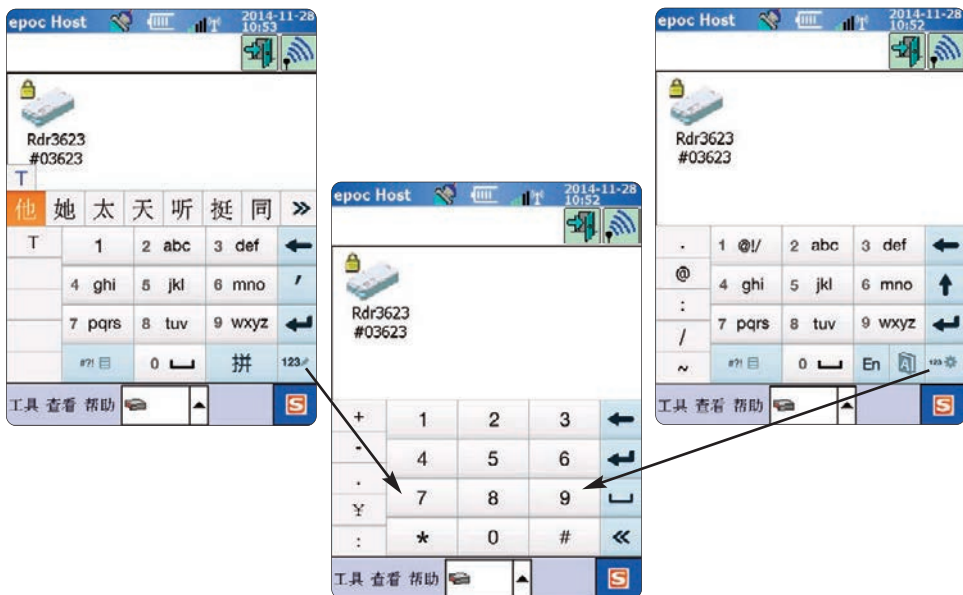 epoc Host 2014-11-28
10:53
Rdr3623
#03623
T
他 她 太 天 听 挺 同 »
T 1 2 abc 3 def
4 ghi 5 jkl 6 mno '
7 pqrs 8 tuv 9 wxyz
#?! 0 拼 123
工具 查看 帮助 S
epoc Host 2014-11-28
10:52
Rdr3623
#03623
+ 1 2 3
- 4 5 6
. 7 8 9
¥
: * 0 # «
工具 查看 帮助 S
epoc Host 2014-11-28
10:52
Rdr3623
#03623
. 1 @!/ 2 abc 3 def
@ 4 ghi 5 jkl 6 mno
:
/ 7 pqrs 8 tuv 9 wxyz
~ #?! 0 En A 123
工具 查看 帮助 S